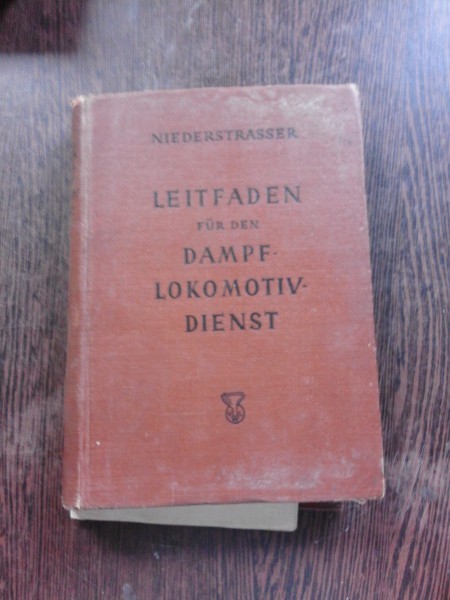 NIEDERSTRASSER
LEITFADEN
FÜR DEN
DAMPF-
LOKOMOTIV-
DIENST